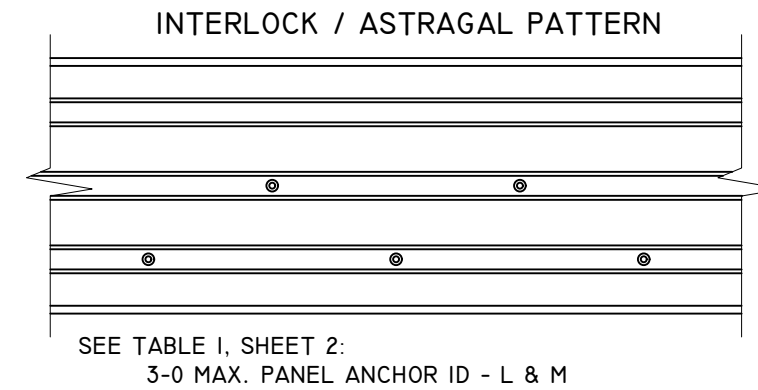 INTERLOCK / ASTRAGAL PATTERN
SEE TABLE I, SHEET 2:
3-0 MAX. PANEL ANCHOR ID - L & M